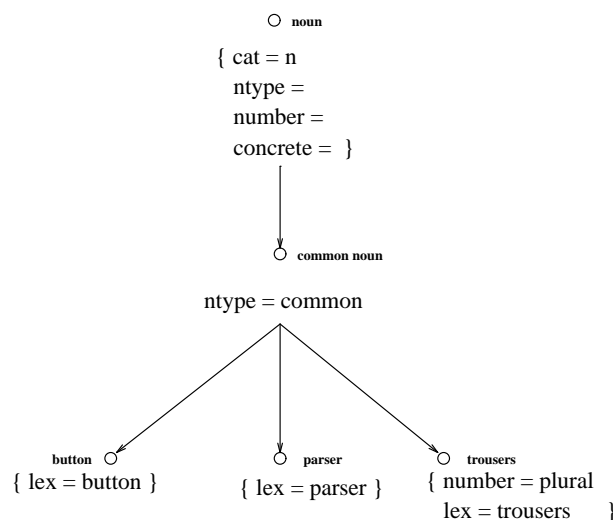 noun
{ cat = n
ntype =
number =
concrete = }
common noun
ntype = common
button
{ lex = button }
parser
{ lex = parser }
trousers
{ number = plural
lex = trousers }